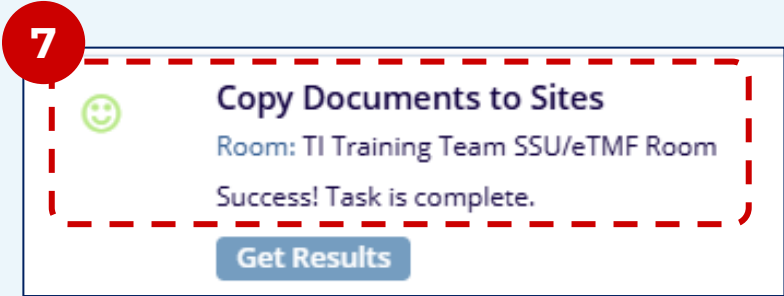 7
Copy Documents to Sites
Room: TI Training Team SSU/eTMF Room
Success! Task is complete.
Get Results